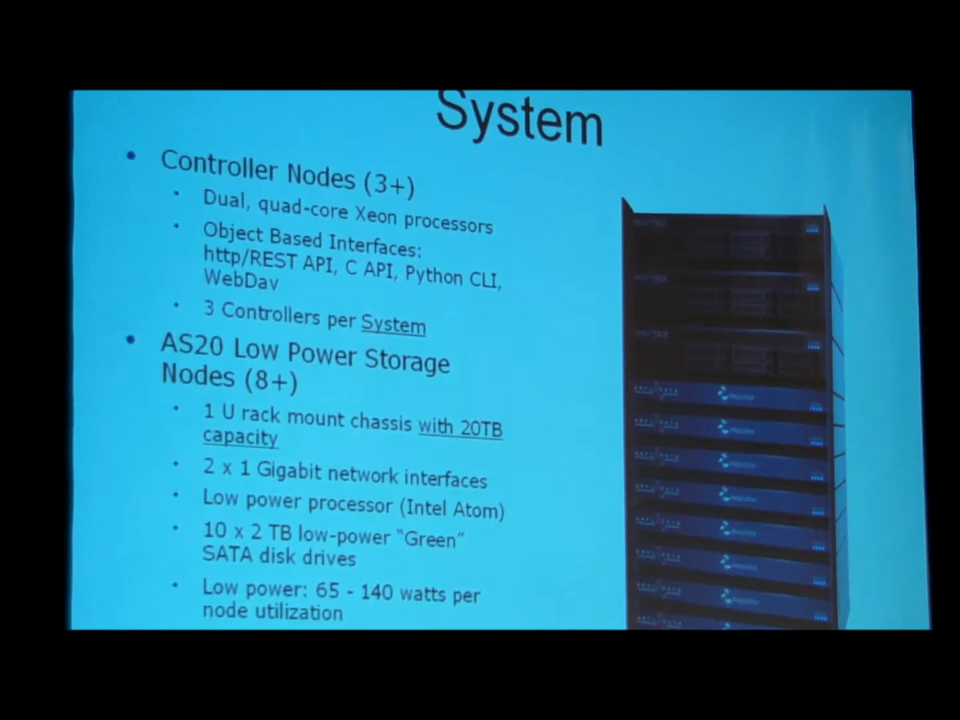 System
• Controller Nodes (3+)
• Dual, quad-core Xeon processors
• Object Based Interfaces:
http/REST API, C API, Python CLI,
WebDav
• 3 Controllers per System
• AS20 Low Power Storage
Nodes (8+)
• 1 U rack mount chassis with 20TB
capacity
• 2 x 1 Gigabit network interfaces
• Low power processor (Intel Atom)
• 10 x 2 TB low-power “Green”
SATA disk drives
• Low power: 65 - 140 watts per
node utilization